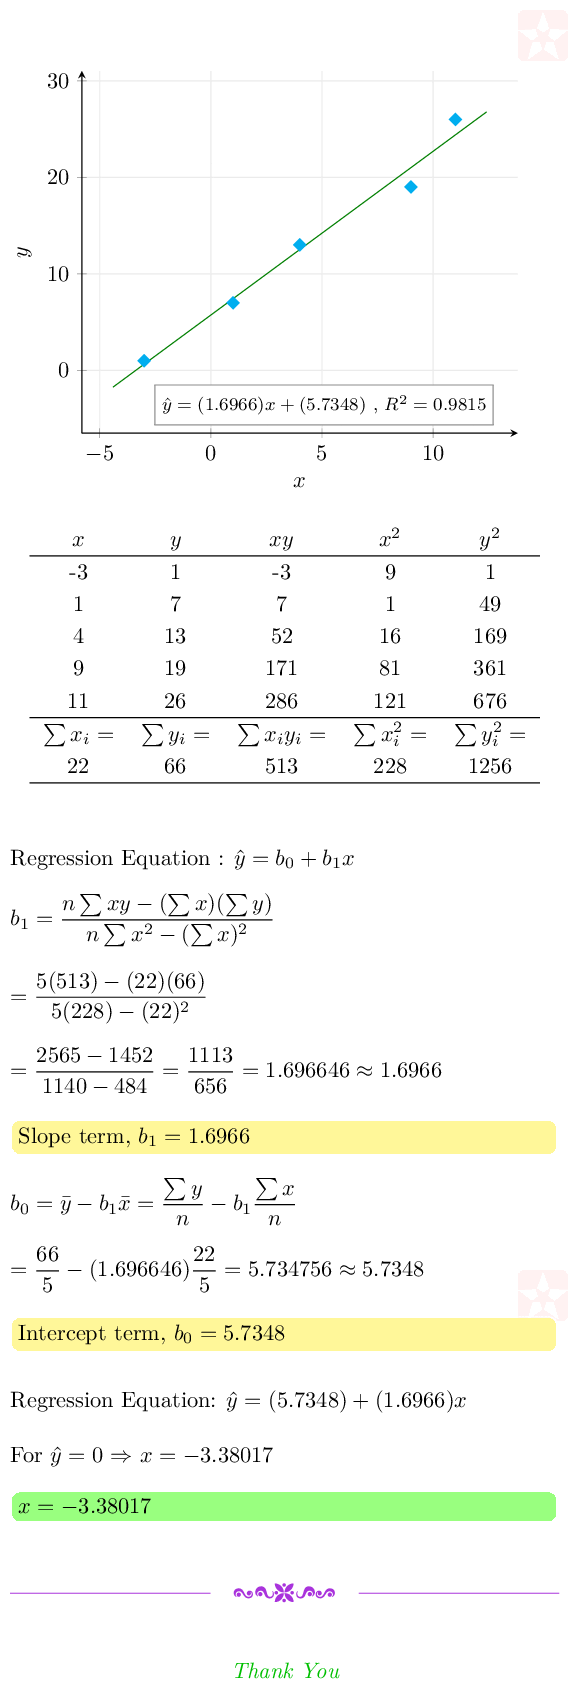 30
20
10
0
y
ŷ = (1.6966)x + (5.7348) , R² = 0.9815
−5 0 5 10
x
x y xy x² y²
-3 1 -3 9 1
1 7 7 1 49
4 13 52 16 169
9 19 171 81 361
11 26 286 121 676
∑ xᵢ = ∑ yᵢ = ∑ xᵢyᵢ = ∑ xᵢ² = ∑ yᵢ² =
22 66 513 228 1256
Regression Equation : ŷ = b₀ + b₁x
b₁ = (n ∑ xy − (∑ x)(∑ y)) / (n ∑ x² − (∑ x)²)
= (5(513) − (22)(66)) / (5(228) − (22)²)
= (2565 − 1452) / (1140 − 484) = 1113 / 656 = 1.696646 ≈ 1.6966
Slope term, b₁ = 1.6966
b₀ = ȳ − b₁x̄ = ∑ y / n − b₁ ∑ x / n
= 66 / 5 − (1.696646) 22 / 5 = 5.734756 ≈ 5.7348
Intercept term, b₀ = 5.7348
Regression Equation: ŷ = (5.7348) + (1.6966)x
For ŷ = 0 ⇒ x = −3.38017
x = −3.38017
Thank You